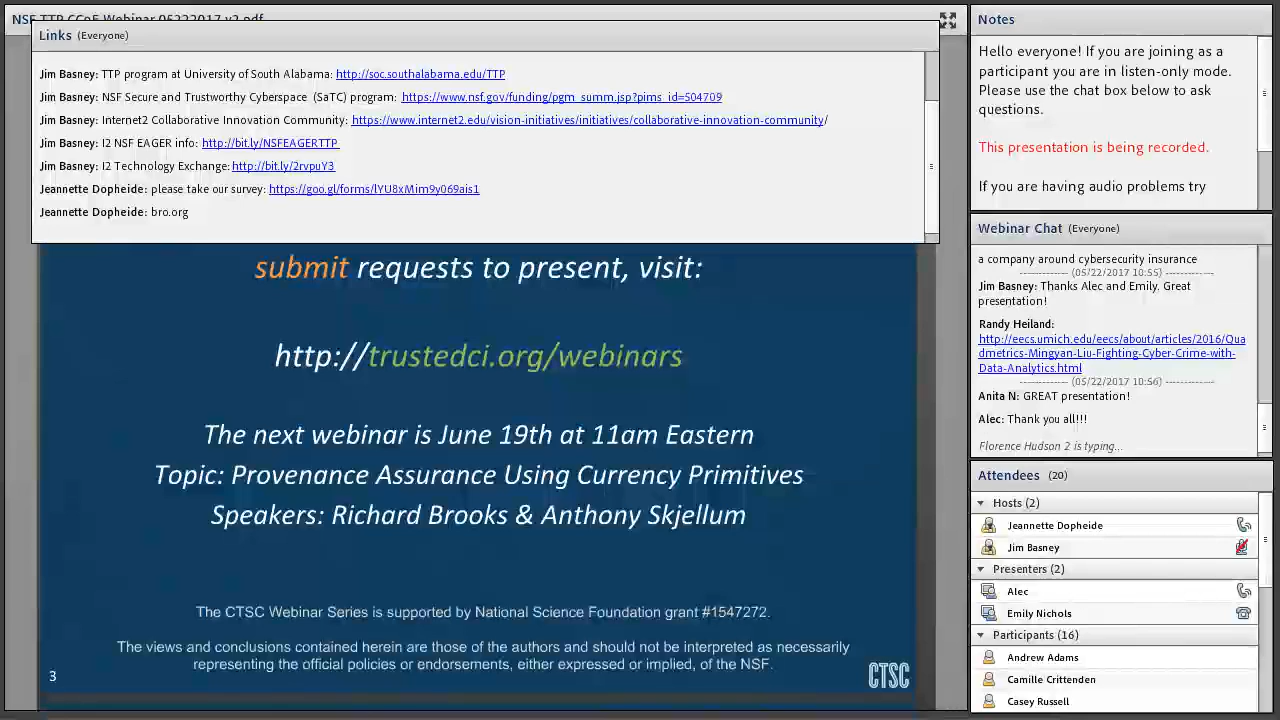 NSF TTP CCoE Webinar 05222017 v2.pdf
Links (Everyone)
Jim Basney: TTP program at University of South Alabama: http://soc.southalabama.edu/TTP
Jim Basney: NSF Secure and Trustworthy Cyberspace (SaTC) program: https://www.nsf.gov/funding/pgm_summ.jsp?pims_id=504709
Jim Basney: Internet2 Collaborative Innovation Community: https://www.internet2.edu/vision-initiatives/initiatives/collaborative-innovation-community/
Jim Basney: I2 NSF EAGER info: http://bit.ly/NSFEAGERTTP
Jim Basney: I2 Technology Exchange: http://bit.ly/2rvpuY3
Jeannette Dopheide: please take our survey: https://goo.gl/forms/lYU8xMim9y069ais1
Jeannette Dopheide: bro.org
submit requests to present, visit:
http://trustedci.org/webinars
The next webinar is June 19th at 11am Eastern
Topic: Provenance Assurance Using Currency Primitives
Speakers: Richard Brooks & Anthony Skjellum
The CTSC Webinar Series is supported by National Science Foundation grant #1547272.
The views and conclusions contained herein are those of the authors and should not be interpreted as necessarily
representing the official policies or endorsements, either expressed or implied, of the NSF.
3
CTSC
Notes
Hello everyone! If you are joining as a
participant you are in listen-only mode.
Please use the chat box below to ask
questions.
This presentation is being recorded.
If you are having audio problems try
Webinar Chat (Everyone)
a company around cybersecurity insurance
------------- (05/22/2017 10:55) -------------
Jim Basney: Thanks Alec and Emily. Great
presentation!
Randy Heiland:
http://eecs.umich.edu/eecs/about/articles/2016/Qua
dmetrics-Mingyan-Liu-Fighting-Cyber-Crime-with-
Data-Analytics.html
------------- (05/22/2017 10:56) -------------
Anita N: GREAT presentation!
Alec: Thank you all!!!
Florence Hudson 2 is typing...
Attendees (20)
Hosts (2)
Jeannette Dopheide
Jim Basney
Presenters (2)
Alec
Emily Nichols
Participants (16)
Andrew Adams
Camille Crittenden
Casey Russell